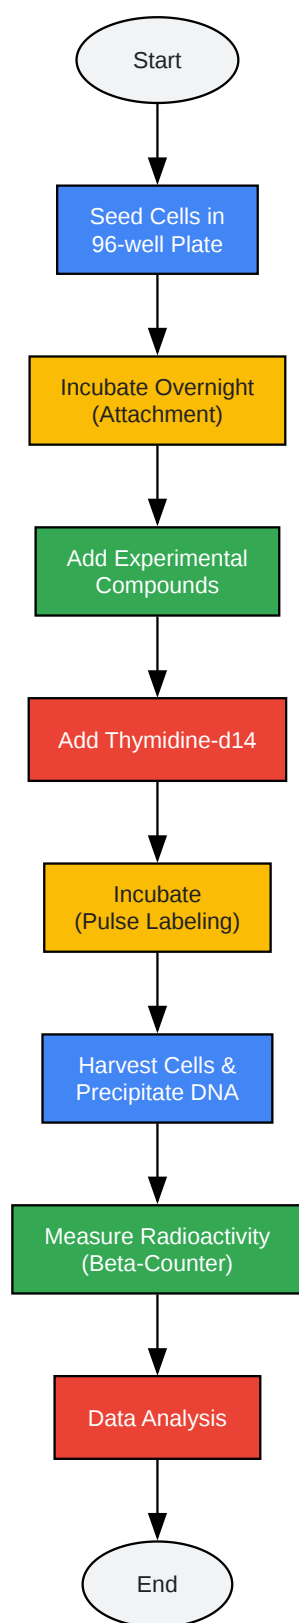 Start
Seed Cells in
96-well Plate
Incubate Overnight
(Attachment)
Add Experimental
Compounds
Add Thymidine-d14
Incubate
(Pulse Labeling)
Harvest Cells &
Precipitate DNA
Measure Radioactivity
(Beta-Counter)
Data Analysis
End